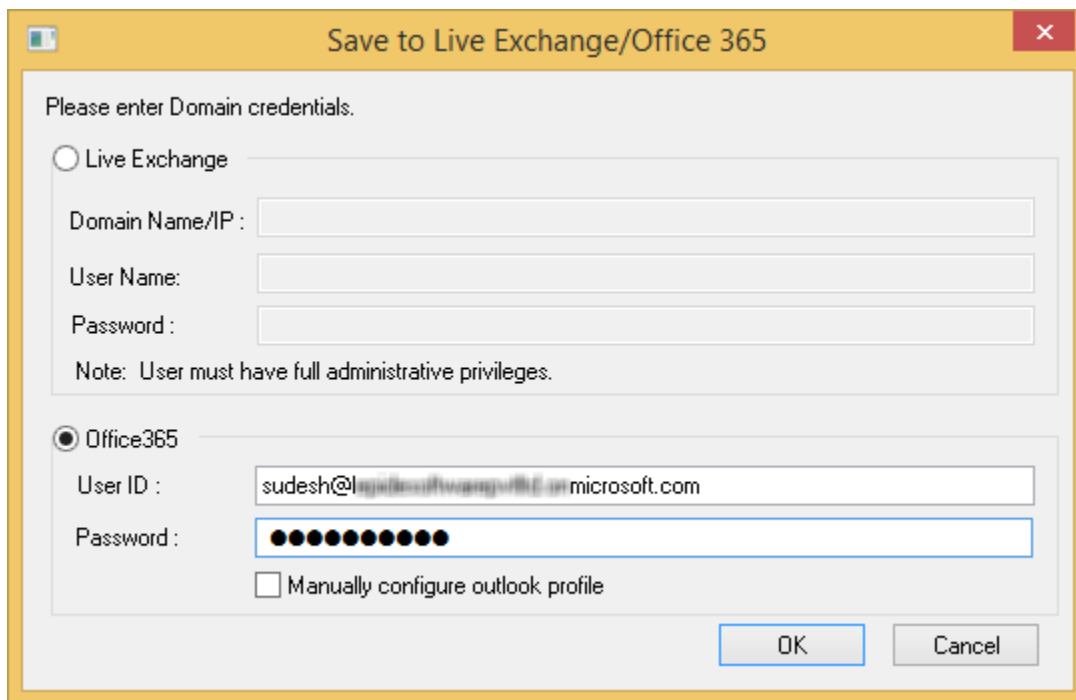 Save to Live Exchange/Office 365
Please enter Domain credentials.
Live Exchange
Domain Name/IP :
User Name:
Password :
Note:  User must have full administrative privileges.
Office365
User ID :
sudesh@l microsoft.com
Password :
●●●●●●●●●●
Manually configure outlook profile
OK Cancel